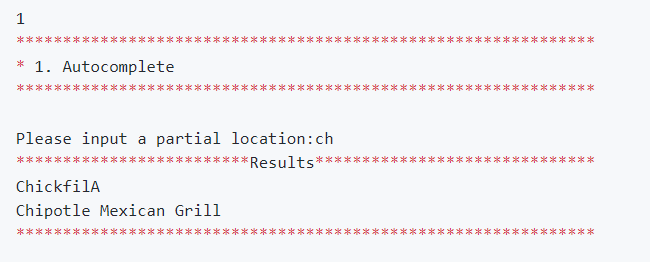 1
**************************************************************
* 1. Autocomplete
**************************************************************
Please input a partial location:ch
*************************Results******************************
ChickfilA
Chipotle Mexican Grill
**************************************************************